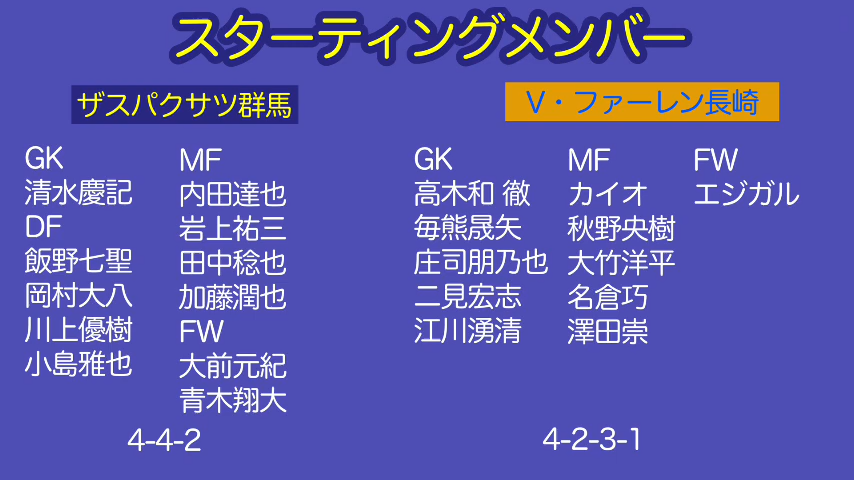 スターティングメンバー
ザスパクサツ群馬
GK
清水慶記
DF
飯野七聖
岡村大八
川上優樹
小島雅也
MF
内田達也
岩上祐三
田中稔也
加藤潤也
FW
大前元紀
青木翔大
4-4-2
V・ファーレン長崎
GK
高木和 徹
毎熊晟矢
庄司朋乃也
二見宏志
江川湧清
MF
カイオ
秋野央樹
大竹洋平
名倉巧
澤田崇
FW
エジガル
4-2-3-1